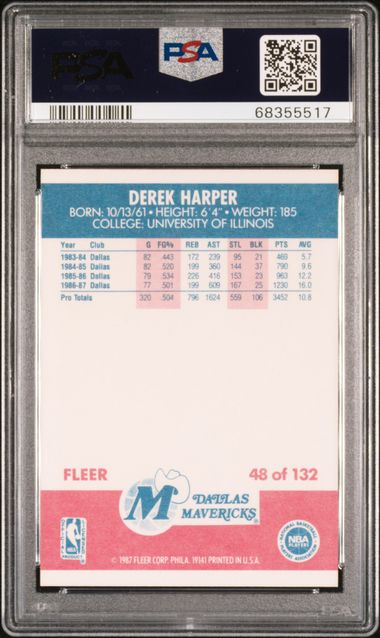 PSA
PSA
68355517
DEREK HARPER
BORN: 10/13/61 • HEIGHT: 6'4" • WEIGHT: 185
COLLEGE: UNIVERSITY OF ILLINOIS
Year Club G FG% REB AST STL BLK PTS AVG
1983-84 Dallas 82 .443 172 239 95 21 469 5.7
1984-85 Dallas 82 .520 199 360 144 37 790 9.6
1985-86 Dallas 79 .534 226 416 153 23 963 12.2
1986-87 Dallas 77 .501 199 609 167 25 1230 16.0
Pro Totals 320 .504 796 1624 559 106 3452 10.8
FLEER 48 of 132
M DALLAS
MAVERICKS
NATIONAL BASKETBALL
NBA
PLAYERS
© 1987 FLEER CORP. PHILA. 19141 PRINTED IN U.S.A.